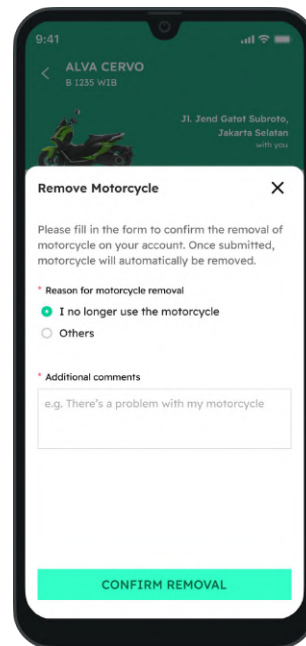 9:41
ALVA CERVO
B 1235 WIB
Jl. Jend Gatot Subroto,
Jakarta Selatan
with you
Remove Motorcycle
Please fill in the form to confirm the removal of
motorcycle on your account. Once submitted,
motorcycle will automatically be removed.
* Reason for motorcycle removal
I no longer use the motorcycle
Others
* Additional comments
e.g. There's a problem with my motorcycle
CONFIRM REMOVAL